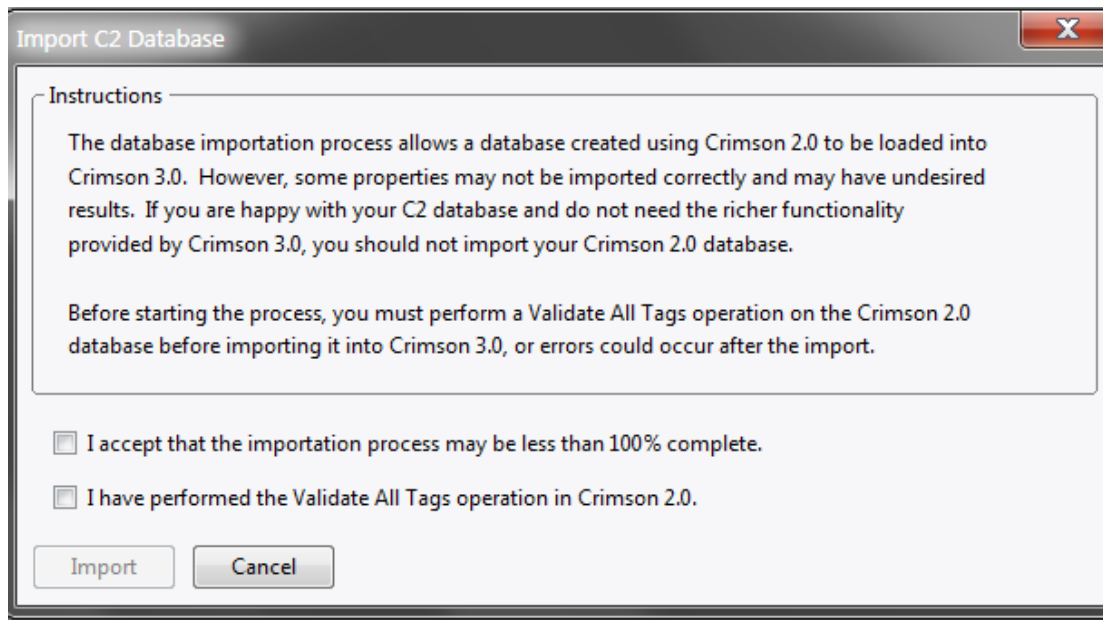 Import C2 Database
X
Instructions
The database importation process allows a database created using Crimson 2.0 to be loaded into
Crimson 3.0.  However, some properties may not be imported correctly and may have undesired
results.  If you are happy with your C2 database and do not need the richer functionality
provided by Crimson 3.0, you should not import your Crimson 2.0 database.
Before starting the process, you must perform a Validate All Tags operation on the Crimson 2.0
database before importing it into Crimson 3.0, or errors could occur after the import.
I accept that the importation process may be less than 100% complete.
I have performed the Validate All Tags operation in Crimson 2.0.
Import Cancel